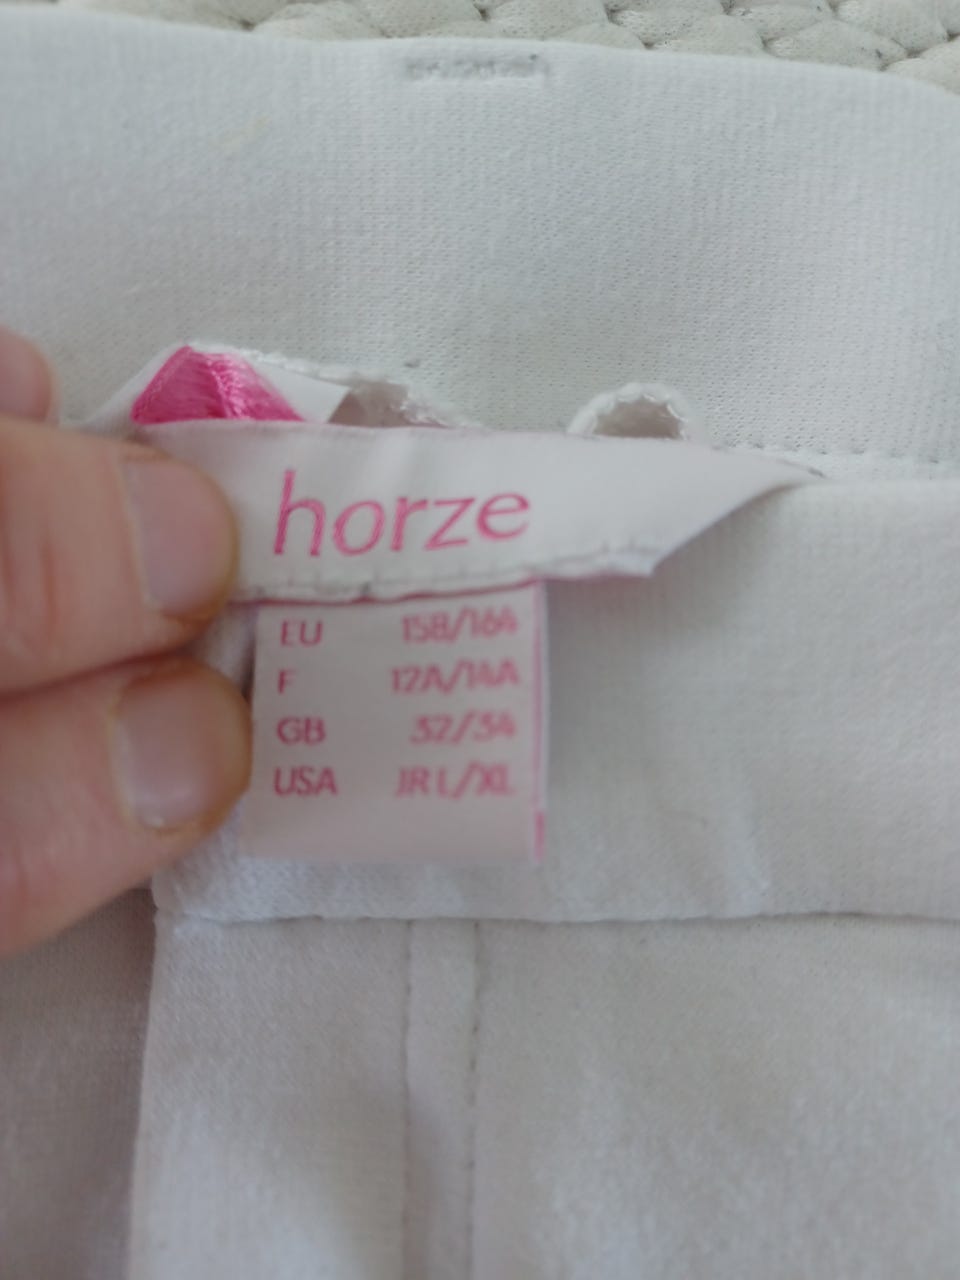 horze
EU 158/164
F 12A/14A
GB 32/34
USA JR L/XL